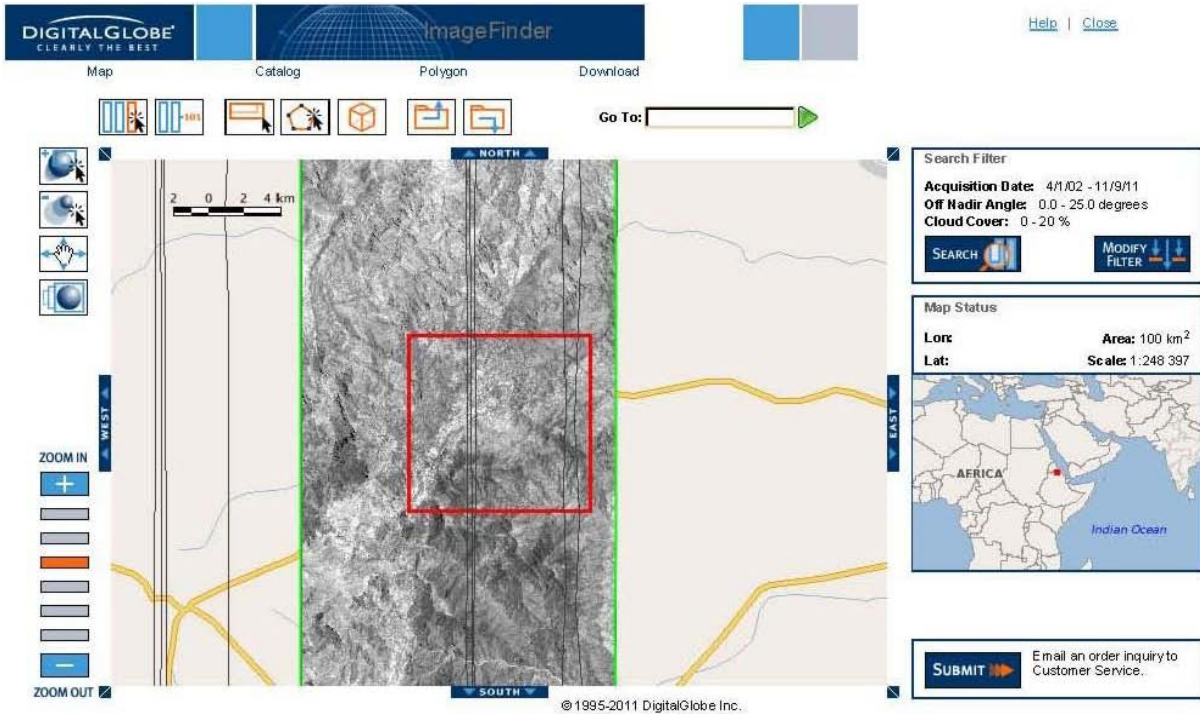 DIGITALGLOBE®
CLEARLY THE BEST
ImageFinder
Help | Close
Map Catalog Polygon Download
Go To:
NORTH
2 0 2 4 km
WEST
EAST
ZOOM IN
ZOOM OUT
SOUTH
© 1995-2011 DigitalGlobe Inc.
Search Filter
Acquisition Date: 4/1/02 - 11/9/11
Off Nadir Angle: 0.0 - 25.0 degrees
Cloud Cover: 0 - 20 %
SEARCH
MODIFY
FILTER
Map Status
Lon:
Area: 100 km²
Lat:
Scale: 1:248 397
AFRICA
Indian Ocean
SUBMIT
Email an order inquiry to
Customer Service.